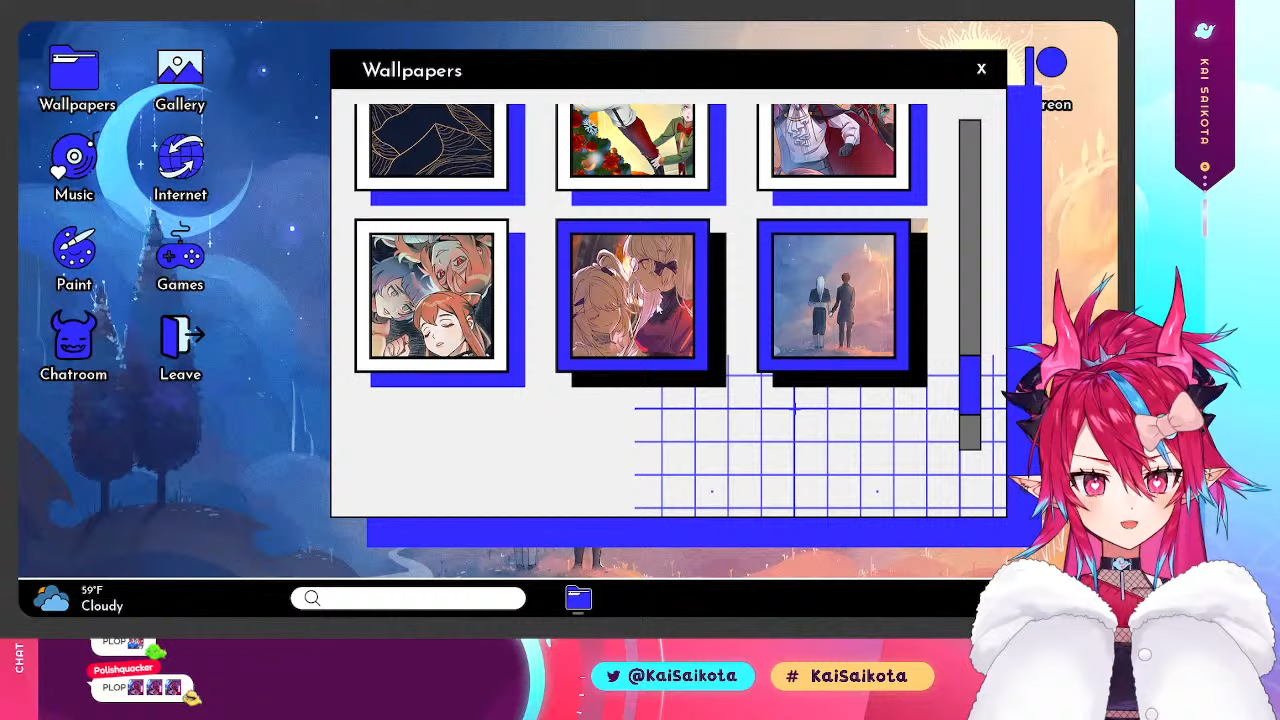 Wallpapers
X
Wallpapers
Gallery
reon
Music
Internet
Paint
Games
Chatroom
Leave
59°F
Cloudy
KAI SAIKOTA
CHAT
PLOP
Polishquacker
PLOP
@KaiSaikota
# KaiSaikota